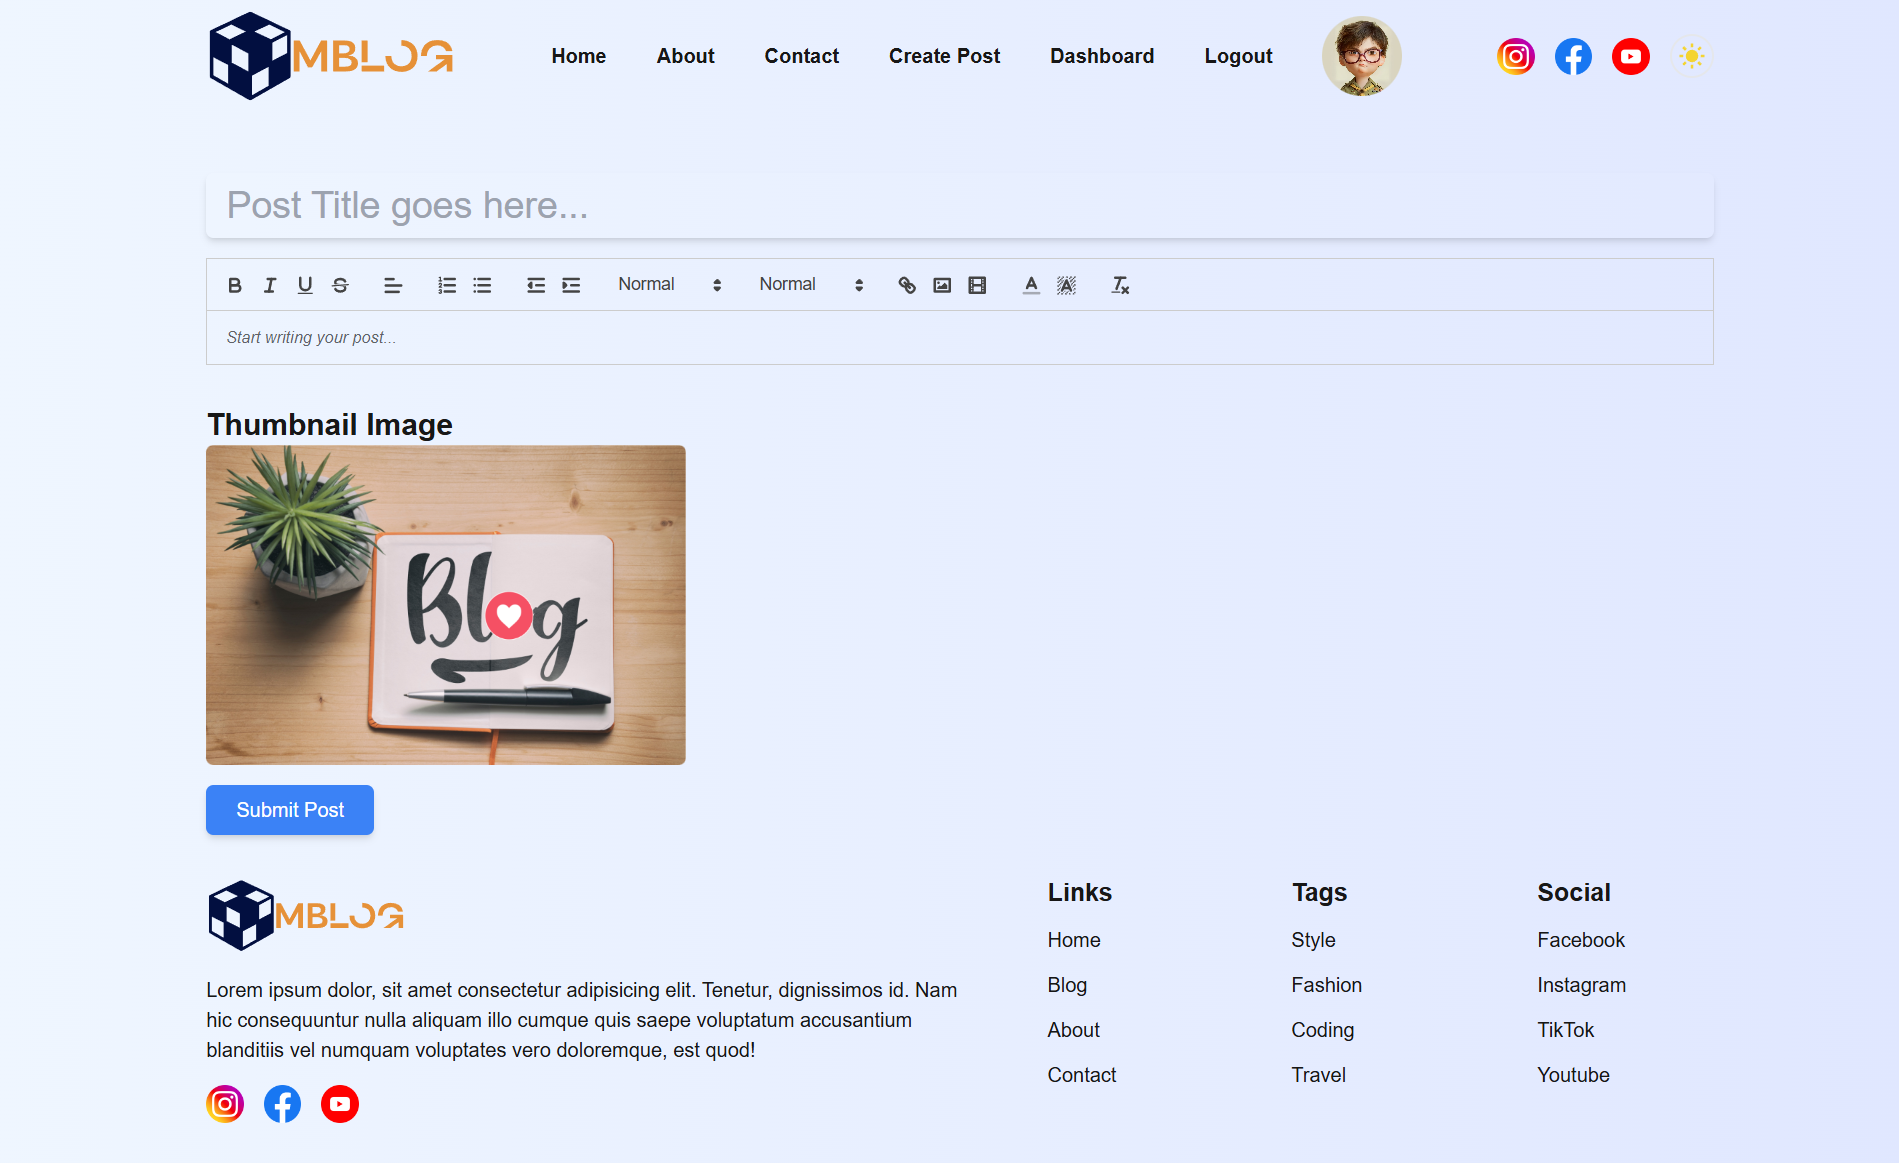 MBLOG
Home About Contact Create Post Dashboard Logout
Post Title goes here...
Normal Normal
Start writing your post...
Thumbnail Image
Blog
Submit Post
MBLOG
Lorem ipsum dolor, sit amet consectetur adipisicing elit. Tenetur, dignissimos id. Nam
hic consequuntur nulla aliquam illo cumque quis saepe voluptatum accusantium
blanditiis vel numquam voluptates vero doloremque, est quod!
Links
Home
Blog
About
Contact
Tags
Style
Fashion
Coding
Travel
Social
Facebook
Instagram
TikTok
Youtube